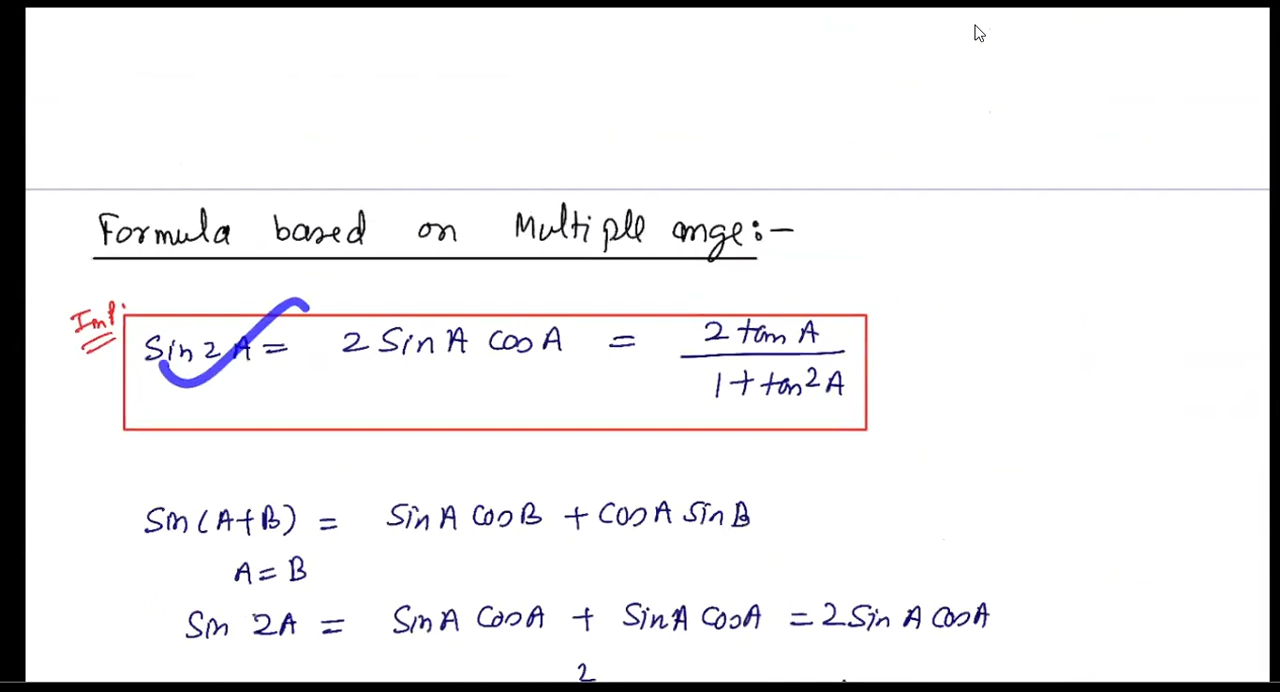 Formula based on Multiple ange:-
Imp.
Sin 2A = 2 Sin A cos A = 2 tan A / 1 + tan²A
Sin (A+B) = Sin A Cos B + Cos A Sin B
A = B
Sin 2A = Sin A Cos A + Sin A Cos A = 2 Sin A Cos A
2